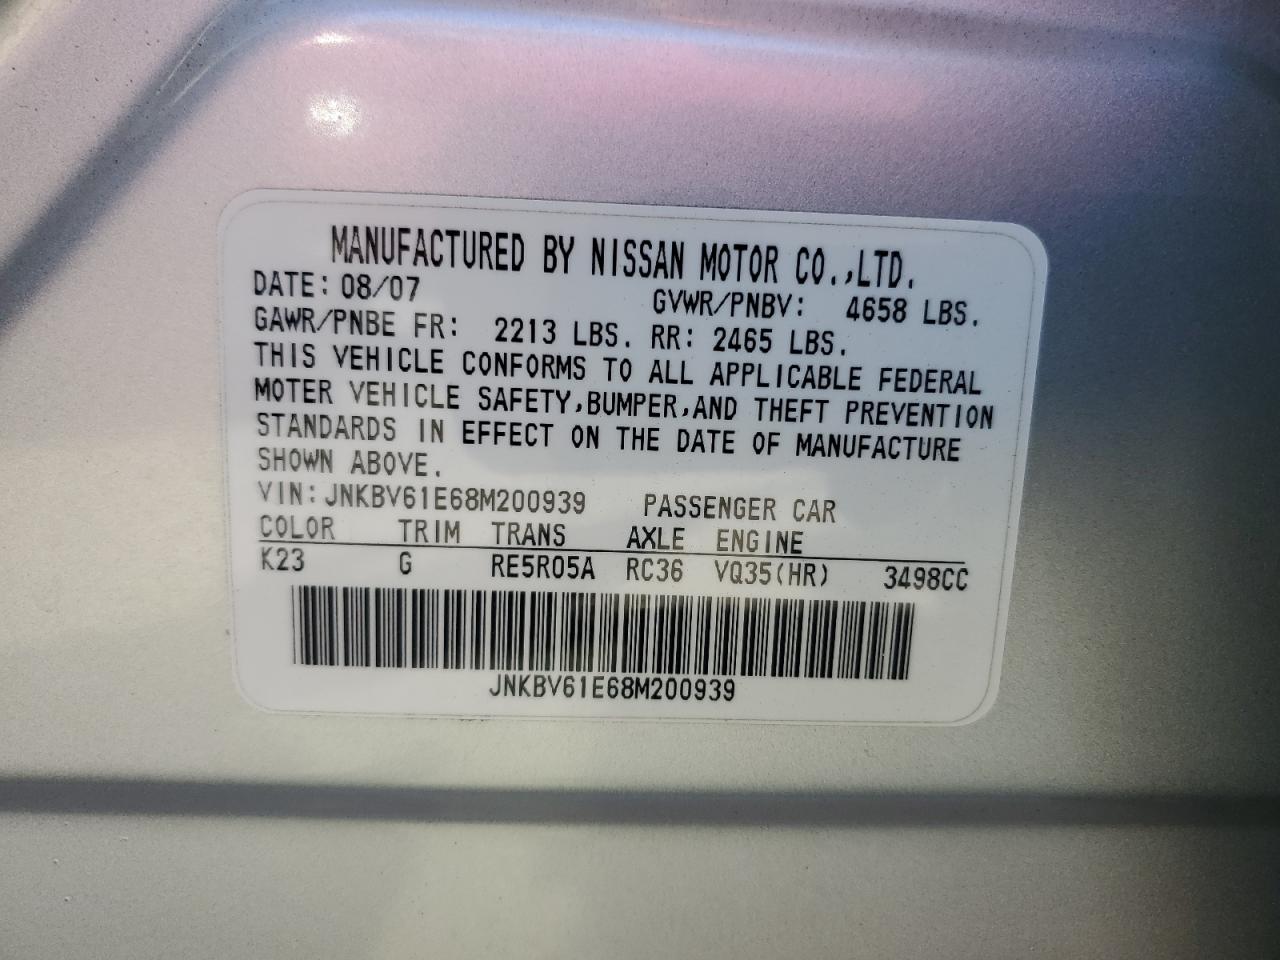 MANUFACTURED BY NISSAN MOTOR CO.,LTD.
DATE: 08/07 GVWR/PNBV: 4658 LBS.
GAWR/PNBE FR: 2213 LBS. RR: 2465 LBS.
THIS VEHICLE CONFORMS TO ALL APPLICABLE FEDERAL
MOTER VEHICLE SAFETY,BUMPER,AND THEFT PREVENTION
STANDARDS IN EFFECT ON THE DATE OF MANUFACTURE
SHOWN ABOVE.
VIN: JNKBV61E68M200939 PASSENGER CAR
COLOR TRIM TRANS AXLE ENGINE
K23 G RE5R05A RC36 VQ35(HR) 3498CC
JNKBV61E68M200939